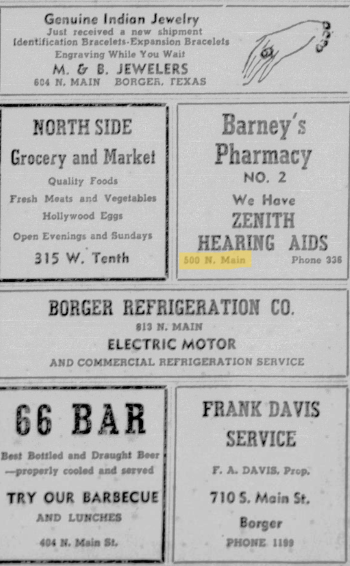 Genuine Indian Jewelry
Just received a new shipment
Identification Bracelets-Expansion Bracelets
Engraving While You Wait
M. & B. JEWELERS
604 N. MAIN BORGER, TEXAS
NORTH SIDE
Grocery and Market
Quality Foods
Fresh Meats and Vegetables
Hollywood Eggs
Open Evenings and Sundays
315 W. Tenth
Barney's
Pharmacy
NO. 2
We Have
ZENITH
HEARING AIDS
500 N. Main Phone 336
BORGER REFRIGERATION CO.
613 N. MAIN
ELECTRIC MOTOR
AND COMMERCIAL REFRIGERATION SERVICE
66 BAR
Best Bottled and Draught Beer
—properly cooled and served
TRY OUR BARBECUE
AND LUNCHES
404 N. Main St.
FRANK DAVIS
SERVICE
F. A. DAVIS, Prop.
710 S. Main St.
Borger
PHONE 1199